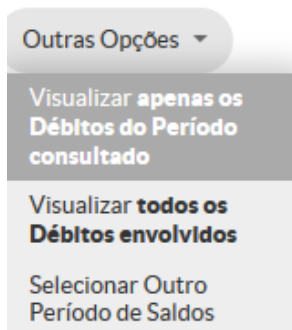 Outras Opções
Visualizar apenas os
Débitos do Período
consultado
Visualizar todos os
Débitos envolvidos
Selecionar Outro
Período de Saldos